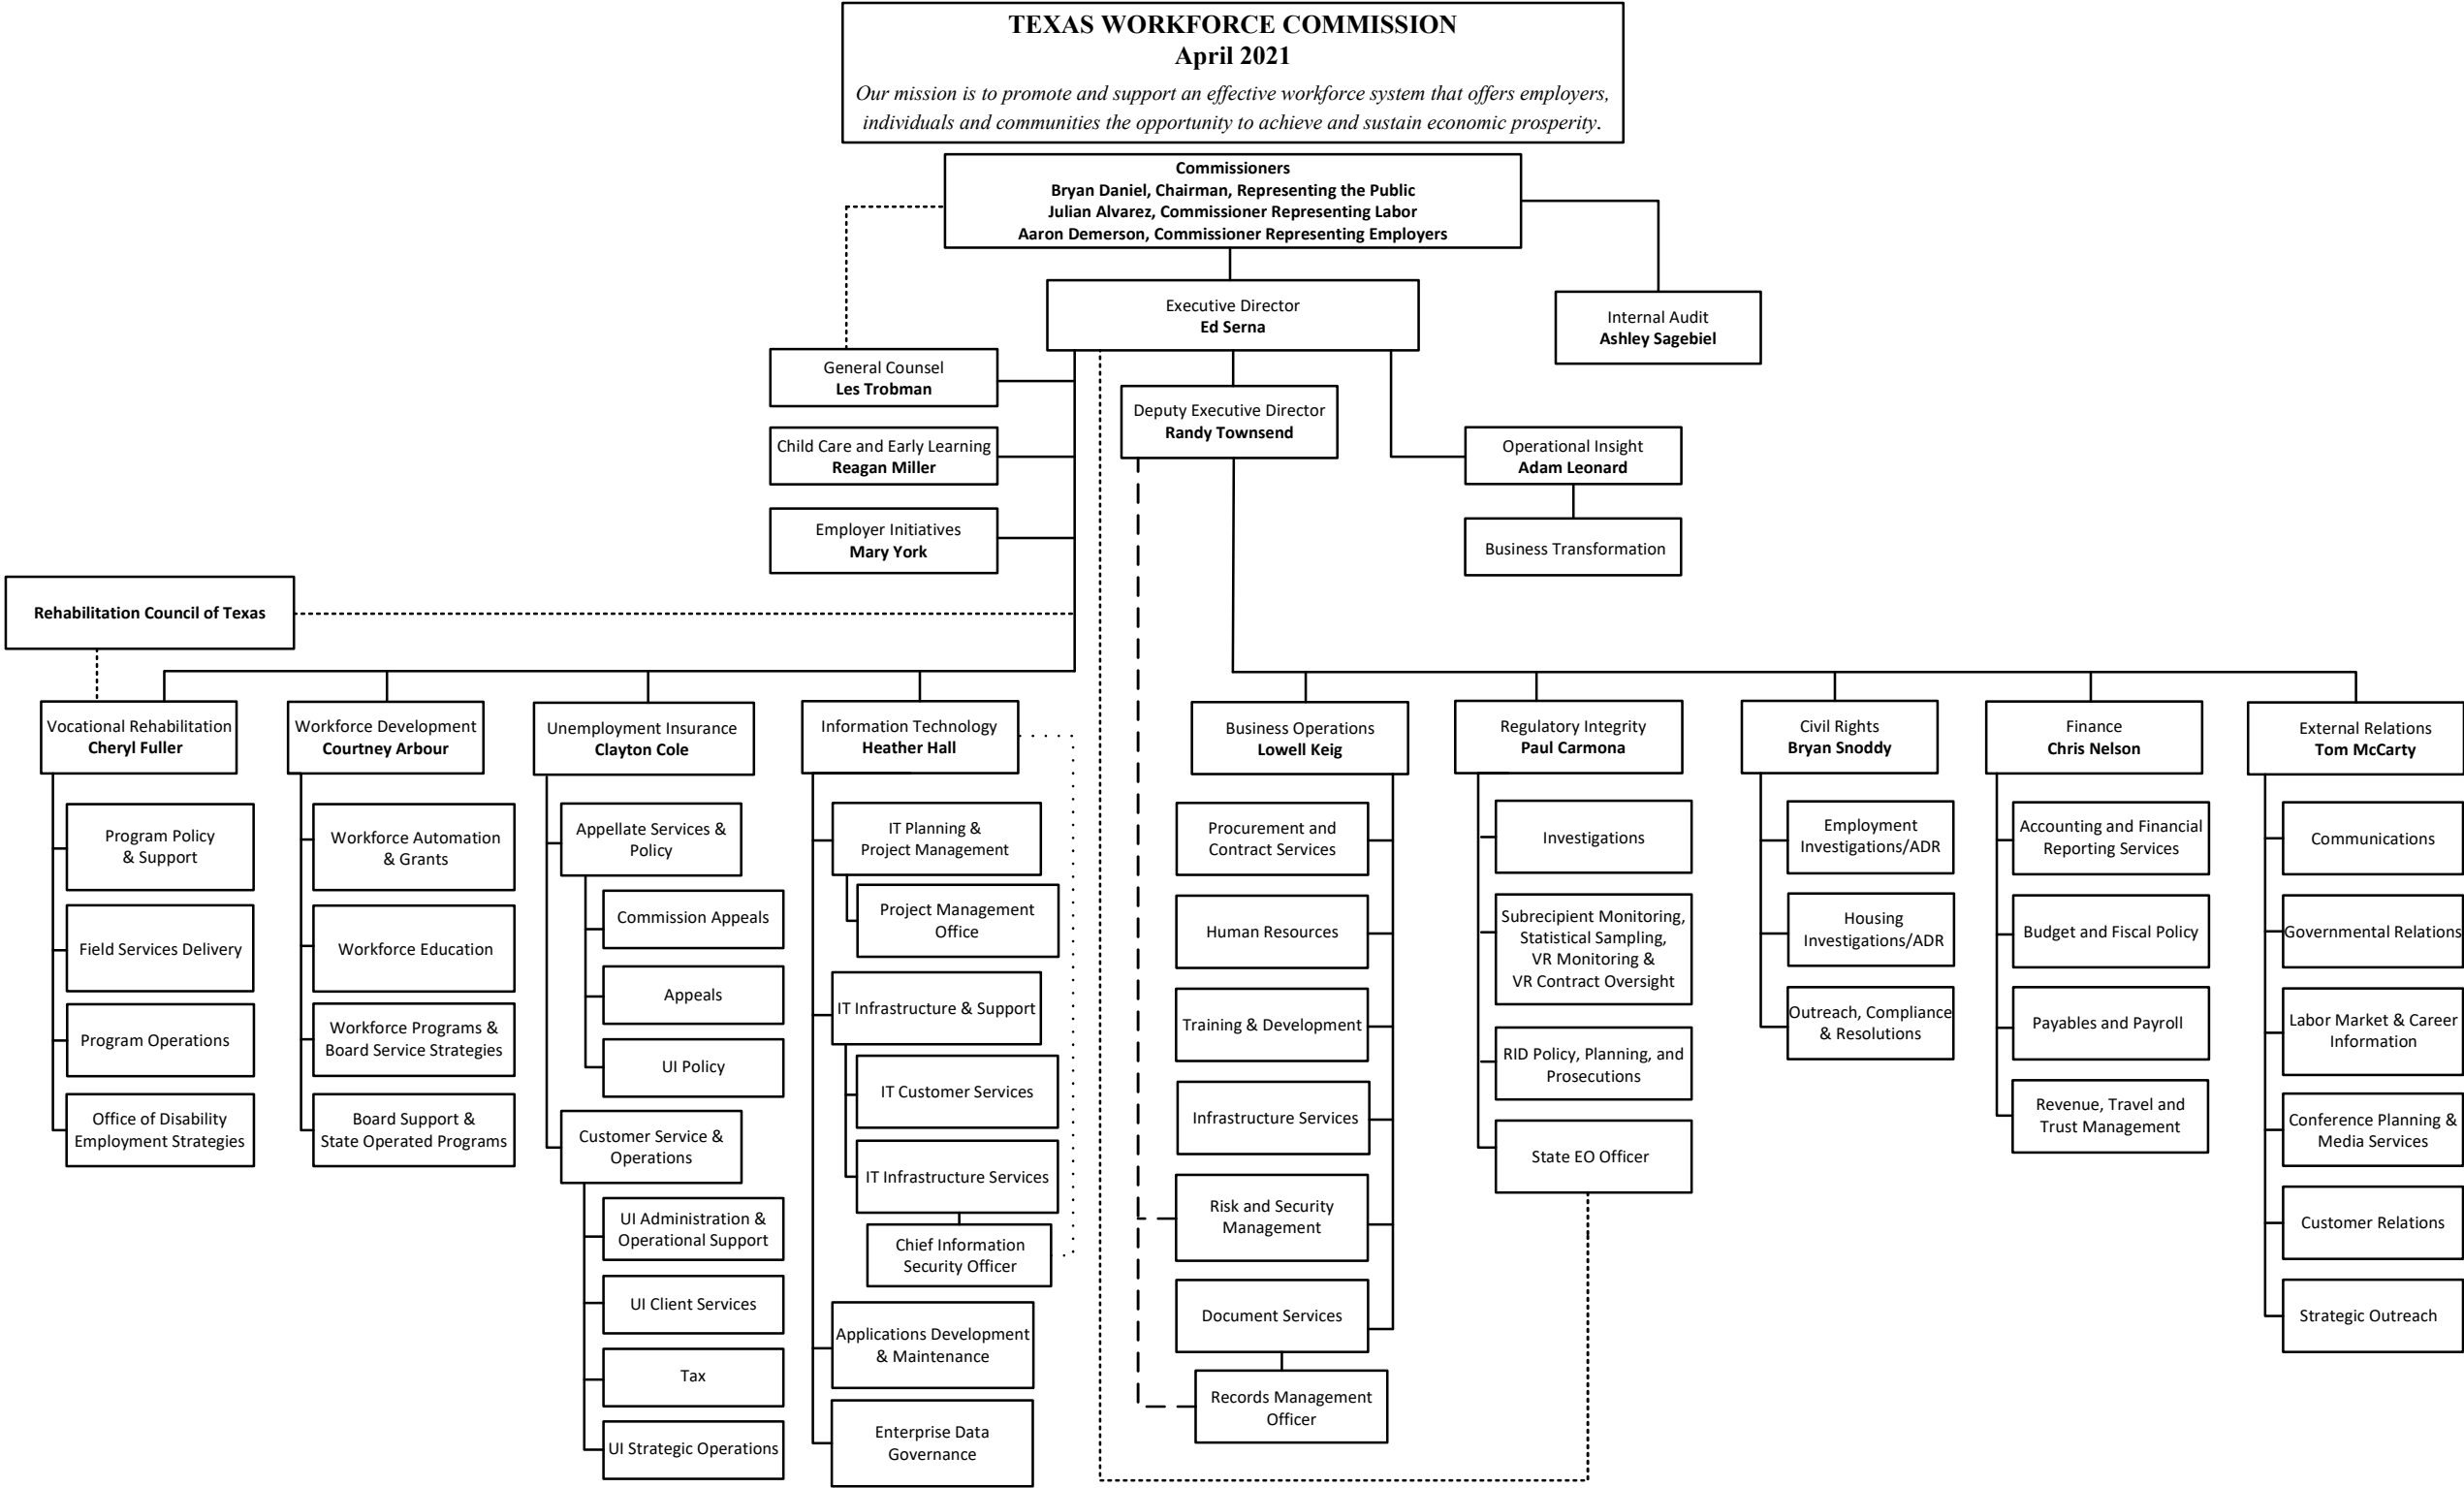 TEXAS WORKFORCE COMMISSION
April 2021
Our mission is to promote and support an effective workforce system that offers employers,
individuals and communities the opportunity to achieve and sustain economic prosperity.
Commissioners
Bryan Daniel, Chairman, Representing the Public
Julian Alvarez, Commissioner Representing Labor
Aaron Demerson, Commissioner Representing Employers
Executive Director
Ed Serna
Internal Audit
Ashley Sagebiel
General Counsel
Les Trobman
Deputy Executive Director
Randy Townsend
Child Care and Early Learning
Reagan Miller
Operational Insight
Adam Leonard
Employer Initiatives
Mary York
Business Transformation
Rehabilitation Council of Texas
Vocational Rehabilitation
Cheryl Fuller
Program Policy
& Support
Field Services Delivery
Program Operations
Office of Disability
Employment Strategies
Workforce Development
Courtney Arbour
Workforce Automation
& Grants
Workforce Education
Workforce Programs &
Board Service Strategies
Board Support &
State Operated Programs
Unemployment Insurance
Clayton Cole
Appellate Services &
Policy
Commission Appeals
Appeals
UI Policy
Customer Service &
Operations
UI Administration &
Operational Support
UI Client Services
Tax
UI Strategic Operations
Information Technology
Heather Hall
IT Planning &
Project Management
Project Management
Office
IT Infrastructure & Support
IT Customer Services
IT Infrastructure Services
Chief Information
Security Officer
Applications Development
& Maintenance
Enterprise Data
Governance
Business Operations
Lowell Keig
Procurement and
Contract Services
Human Resources
Training & Development
Infrastructure Services
Risk and Security
Management
Document Services
Records Management
Officer
Regulatory Integrity
Paul Carmona
Investigations
Subrecipient Monitoring,
Statistical Sampling,
VR Monitoring &
VR Contract Oversight
RID Policy, Planning, and
Prosecutions
State EO Officer
Civil Rights
Bryan Snoddy
Employment
Investigations/ADR
Housing
Investigations/ADR
Outreach, Compliance
& Resolutions
Finance
Chris Nelson
Accounting and Financial
Reporting Services
Budget and Fiscal Policy
Payables and Payroll
Revenue, Travel and
Trust Management
External Relations
Tom McCarty
Communications
Governmental Relations
Labor Market & Career
Information
Conference Planning &
Media Services
Customer Relations
Strategic Outreach